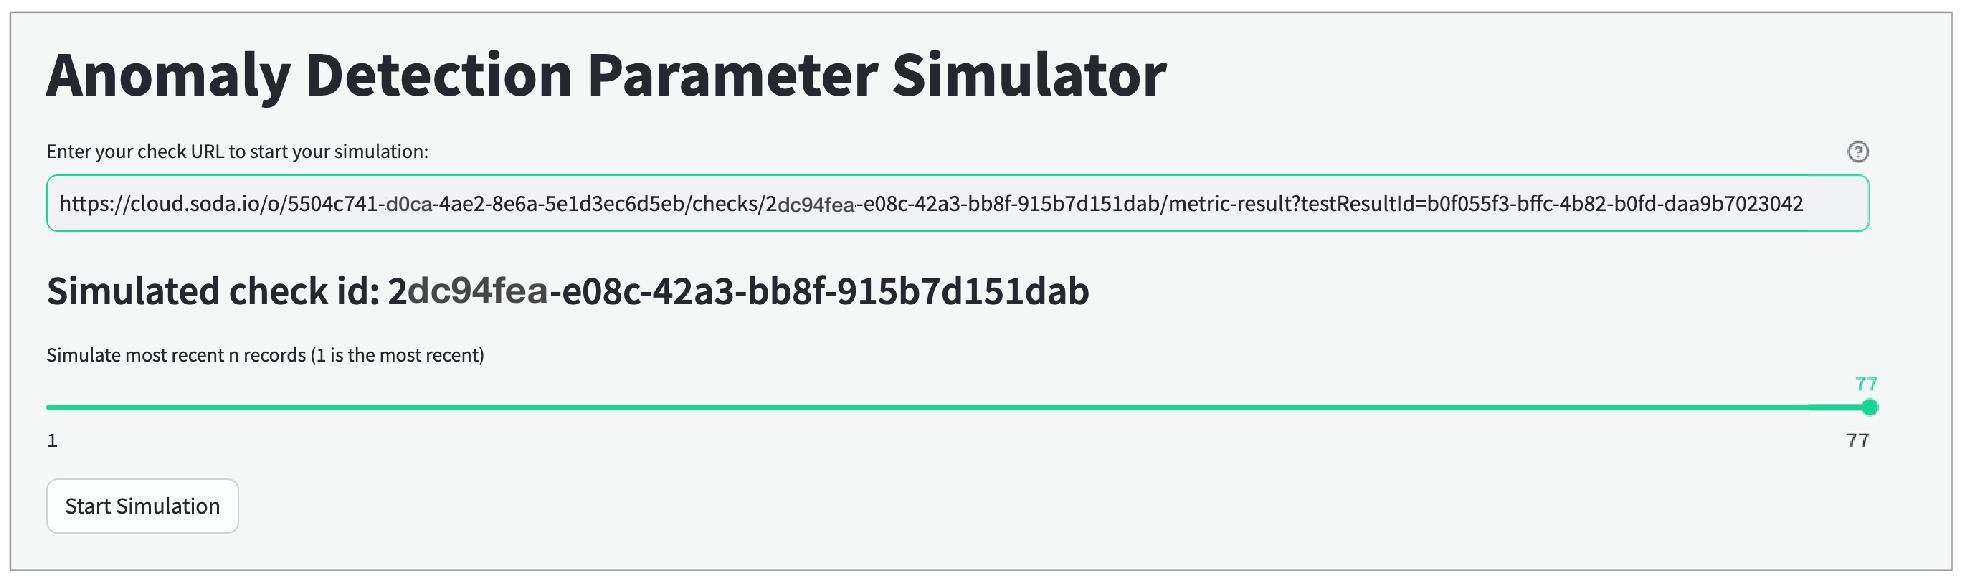 Anomaly Detection Parameter Simulator
Enter your check URL to start your simulation:
https://cloud.soda.io/o/5504c741-d0ca-4ae2-8e6a-5e1d3ec6d5eb/checks/2dc94fea-e08c-42a3-bb8f-915b7d151dab/metric-result?testResultId=b0f055f3-bffc-4b82-b0fd-daa9b7023042
Simulated check id: 2dc94fea-e08c-42a3-bb8f-915b7d151dab
Simulate most recent n records (1 is the most recent)
77
1 77
Start Simulation